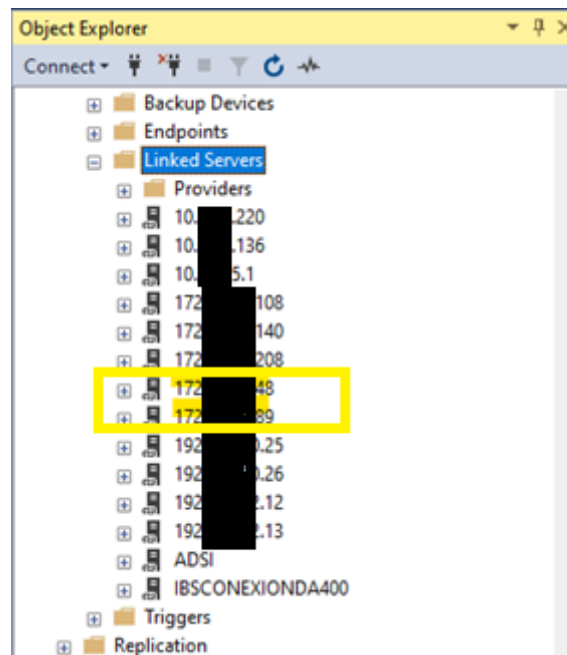 Object Explorer
Connect
Backup Devices
Endpoints
Linked Servers
Providers
10. .220
10. .136
10. 5.1
172 108
172 140
172 208
172 48
172 89
192 .25
192 .26
192 2.12
192 2.13
ADSI
IBSCONEXIONDA400
Triggers
Replication